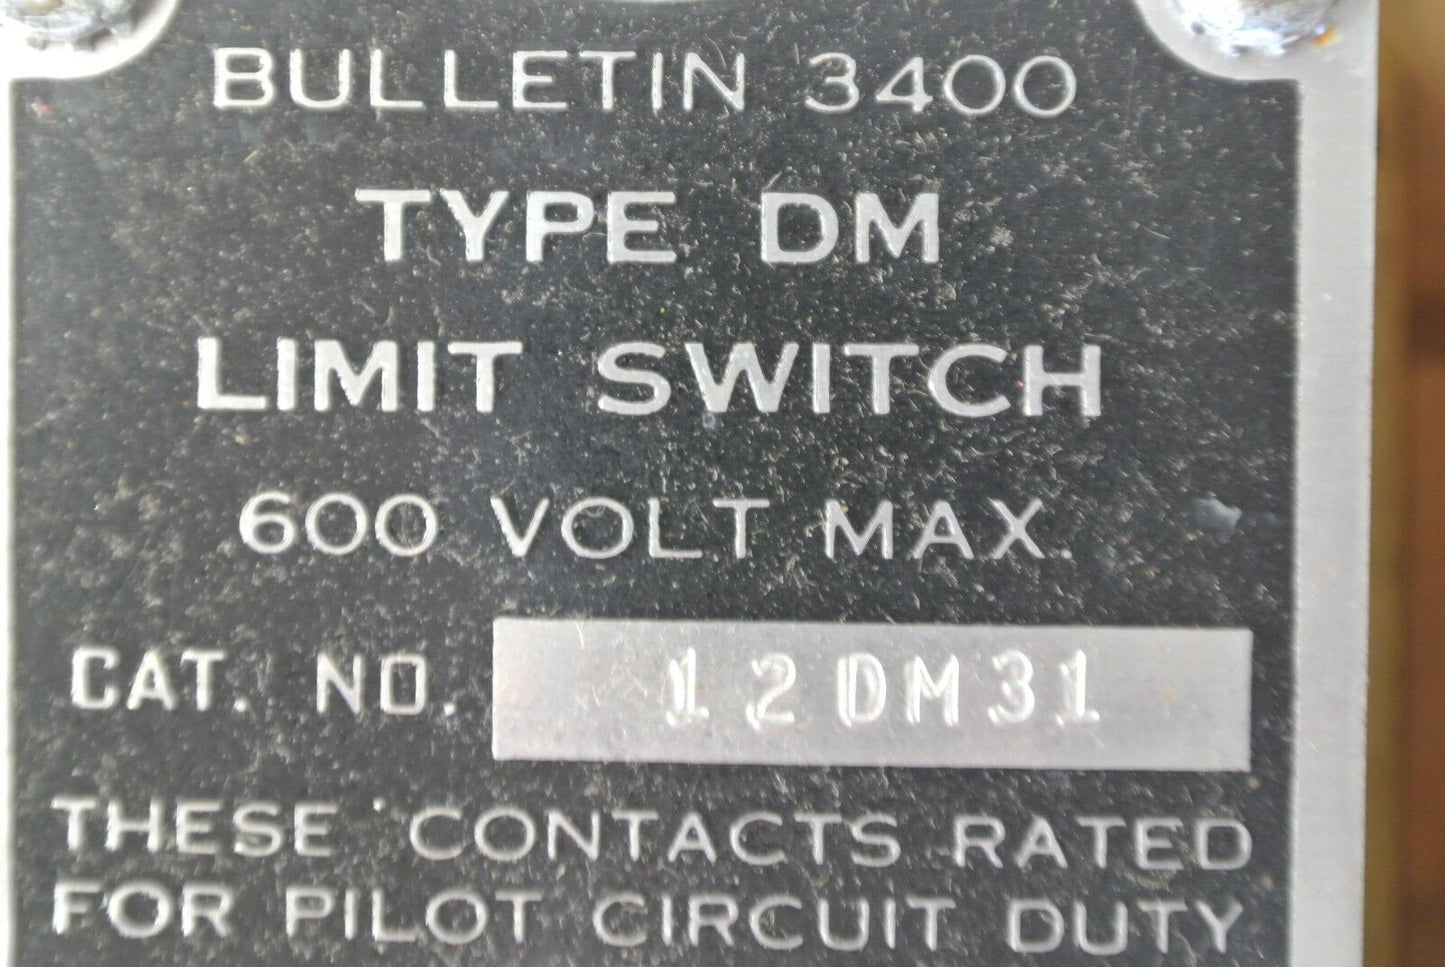 BULLETIN 3400
TYPE DM
LIMIT SWITCH
600 VOLT MAX.
CAT. NO. 12DM31
THESE CONTACTS RATED
FOR PILOT CIRCUIT DUTY